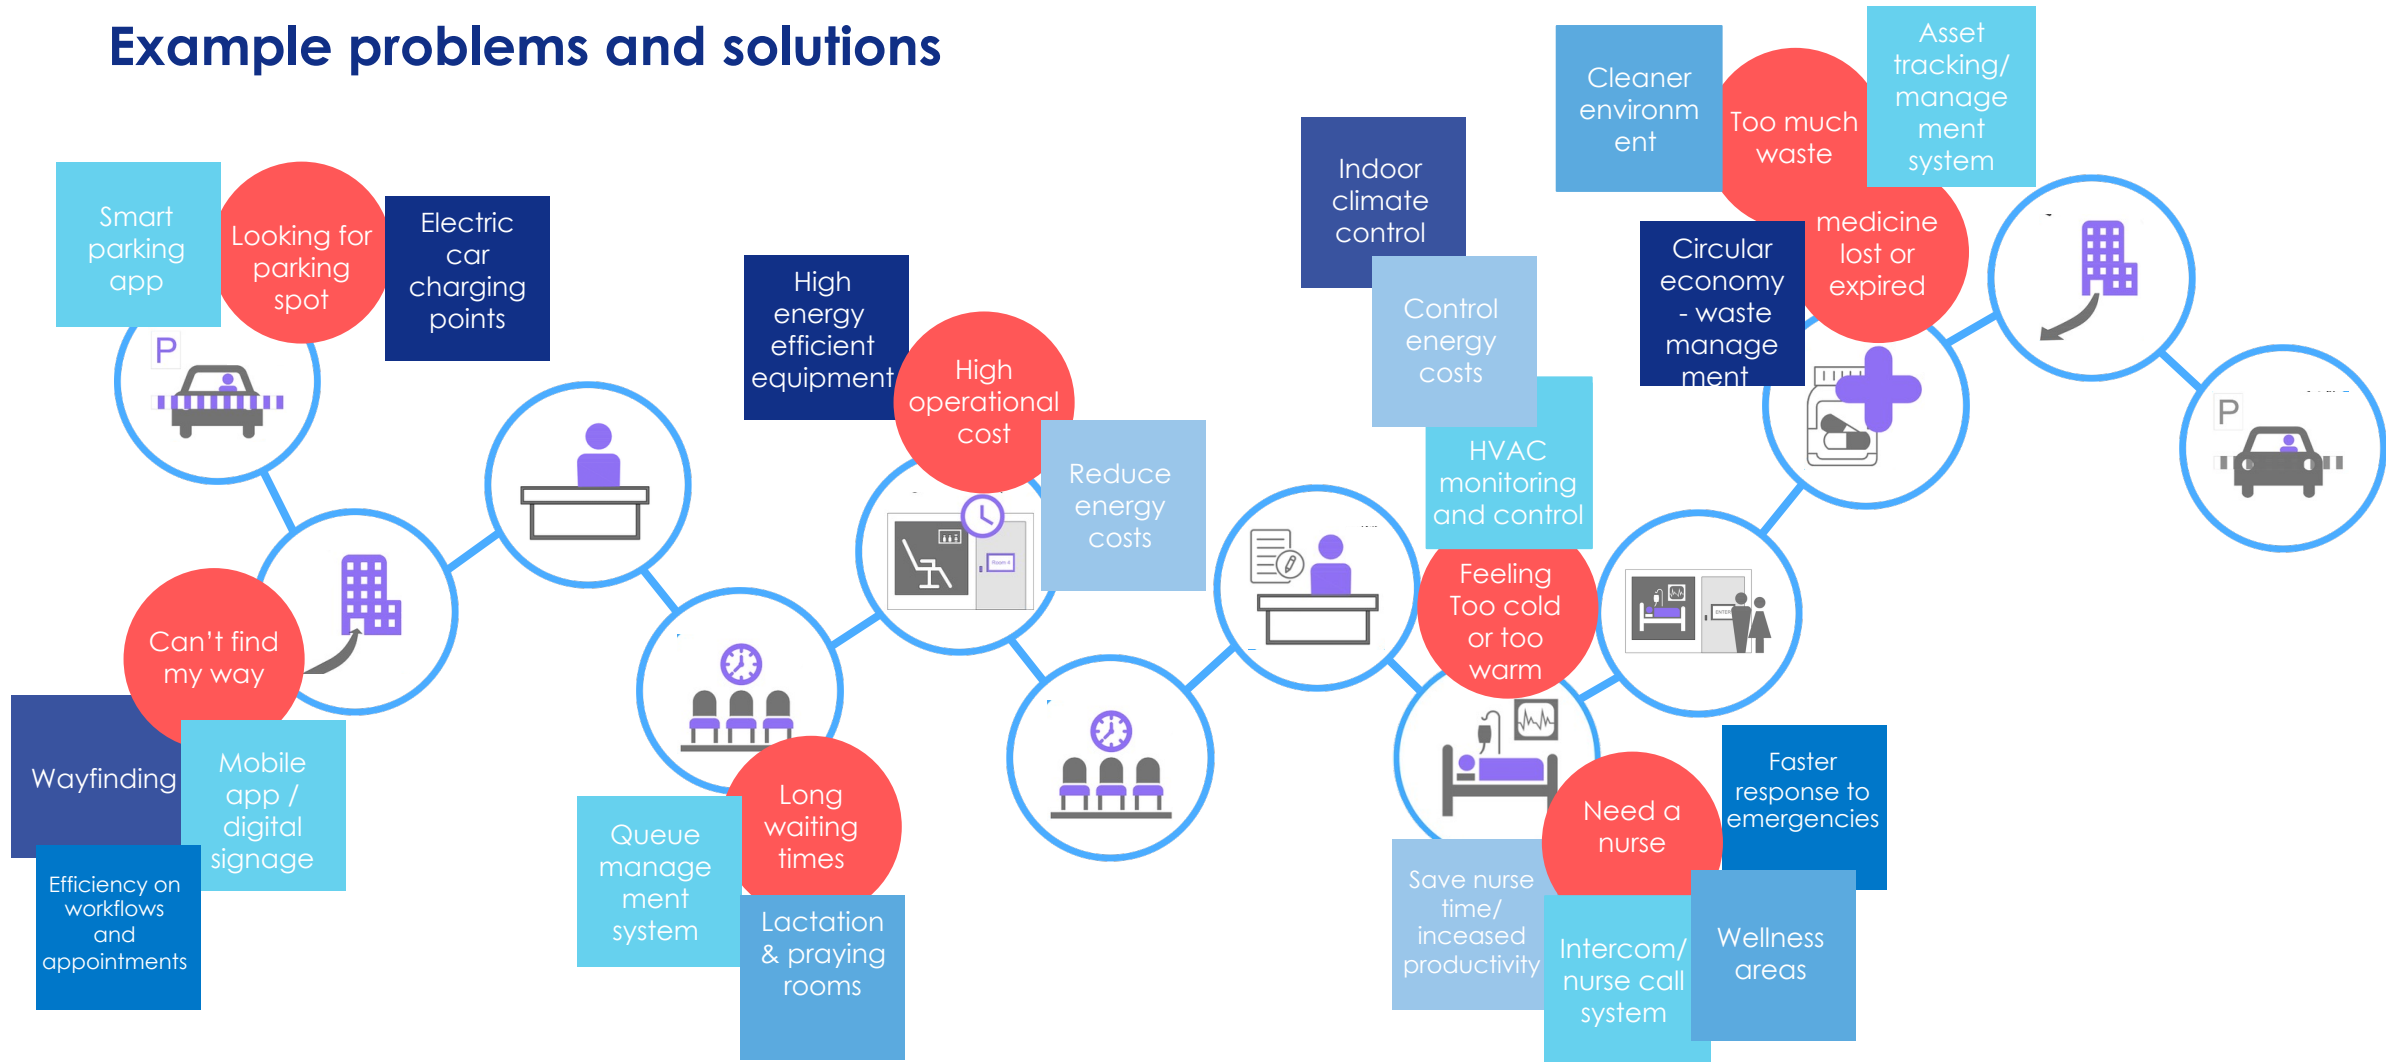 Example problems and solutions
Smart
parking
app
Looking for
parking
spot
Electric
car
charging
points
P
Can't find
my way
Wayfinding
Mobile
app /
digital
signage
Efficiency on
workflows
and
appointments
High
energy
efficient
equipment
High
operational
cost
Reduce
energy
costs
Room A
Long
waiting
times
Queue
manage
ment
system
Lactation
& praying
rooms
Indoor
climate
control
Control
energy
costs
HVAC
monitoring
and control
Feeling
Too cold
or too
warm
Need a
nurse
Faster
response to
emergencies
Save nurse
time/
inceased
productivity
Intercom/
nurse call
system
Wellness
areas
ENTER
Cleaner
environm
ent
Too much
waste
Asset
tracking/
manage
ment
system
Circular
economy
- waste
manage
ment
medicine
lost or
expired
P